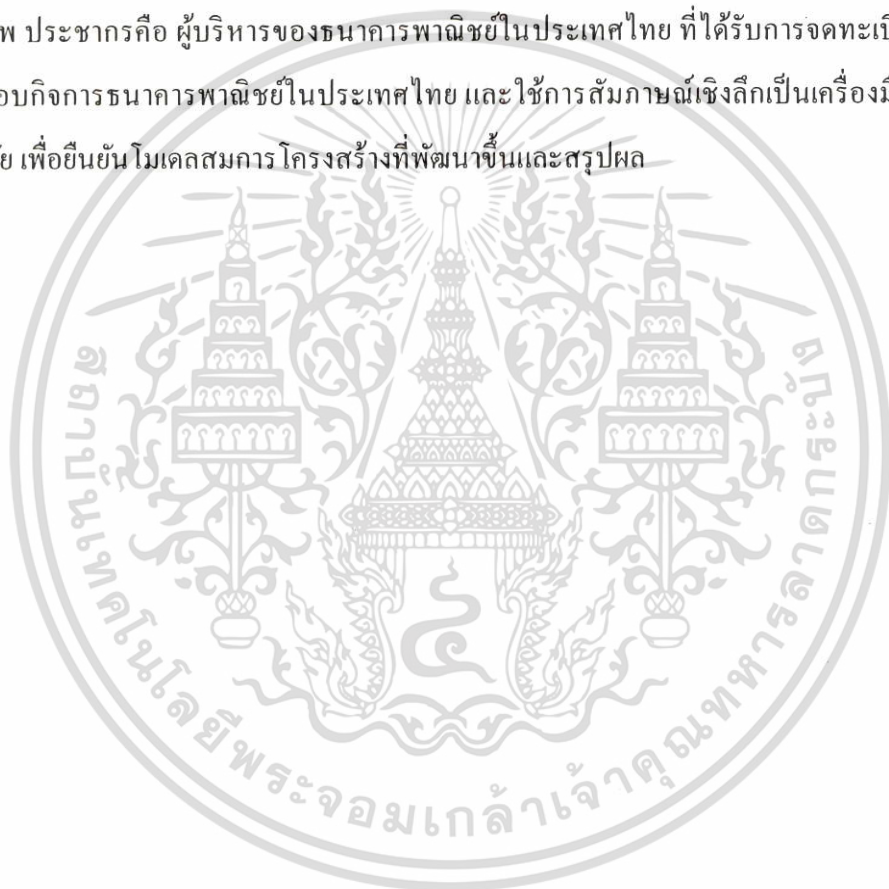 พ ประชากรคือ ผู้บริหารของธนาคารพาณิชย์ในประเทศไทย ที่ได้รับการจดทะเบี
อบกิจการธนาคารพาณิชย์ในประเทศไทย และใช้การสัมภาษณ์เชิงลึกเป็นเครื่องมื
ัย เพื่อยืนยันโมเดลสมการโครงสร้างที่พัฒนาขึ้นและสรุปผล
สถาบันเทคโนโลยีพระจอมเกล้าเจ้าคุณทหารลาดกระบัง
๔